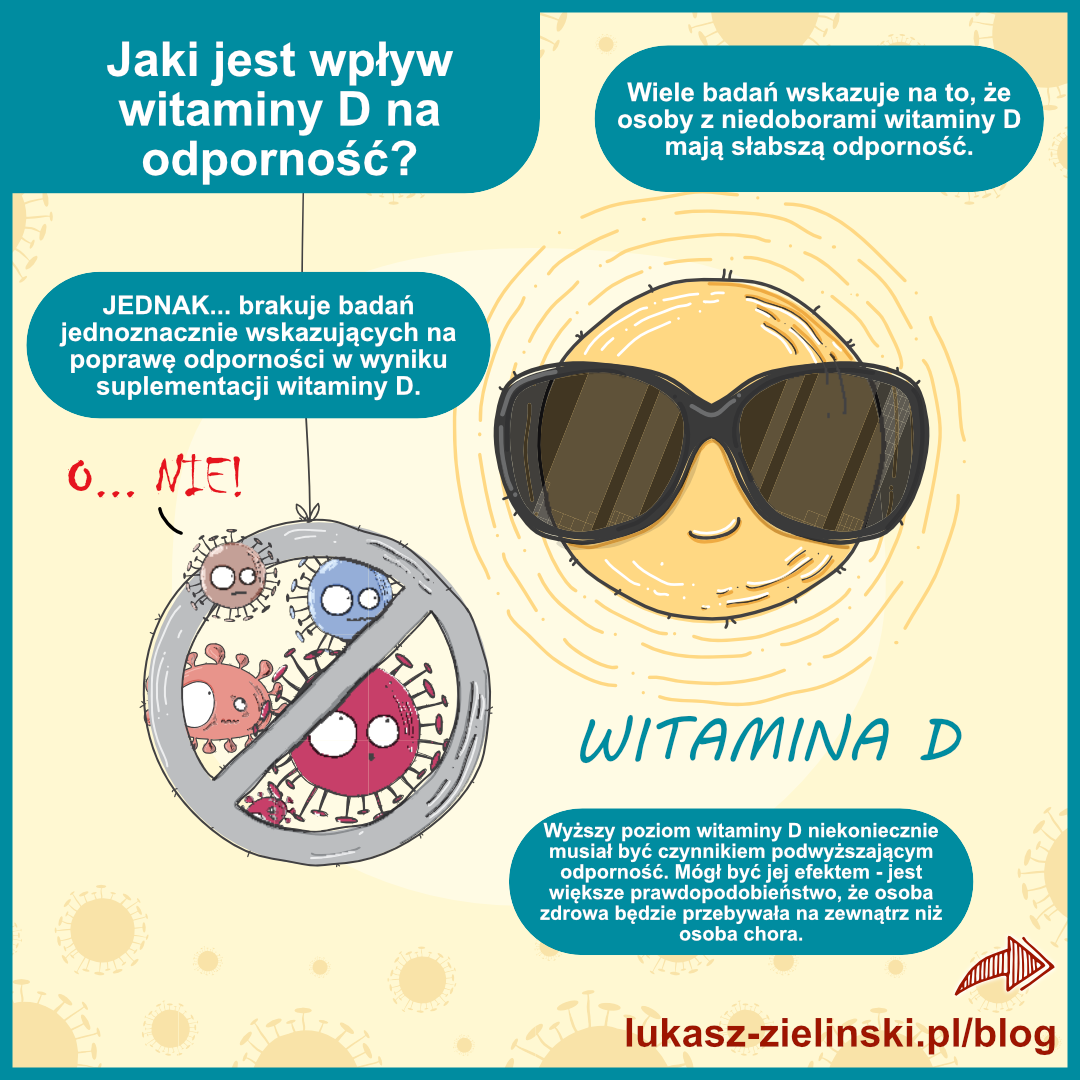 Jaki jest wpływ
witaminy D na
odporność?
Wiele badań wskazuje na to, że
osoby z niedoborami witaminy D
mają słabszą odporność.
JEDNAK... brakuje badań
jednoznacznie wskazujących na
poprawę odporności w wyniku
suplementacji witaminy D.
O... NIE!
WITAMINA D
Wyższy poziom witaminy D niekoniecznie
musiał być czynnikiem podwyższającym
odporność. Mógł być jej efektem - jest
większe prawdopodobieństwo, że osoba
zdrowa będzie przebywała na zewnątrz niż
osoba chora.
lukasz-zielinski.pl/blog